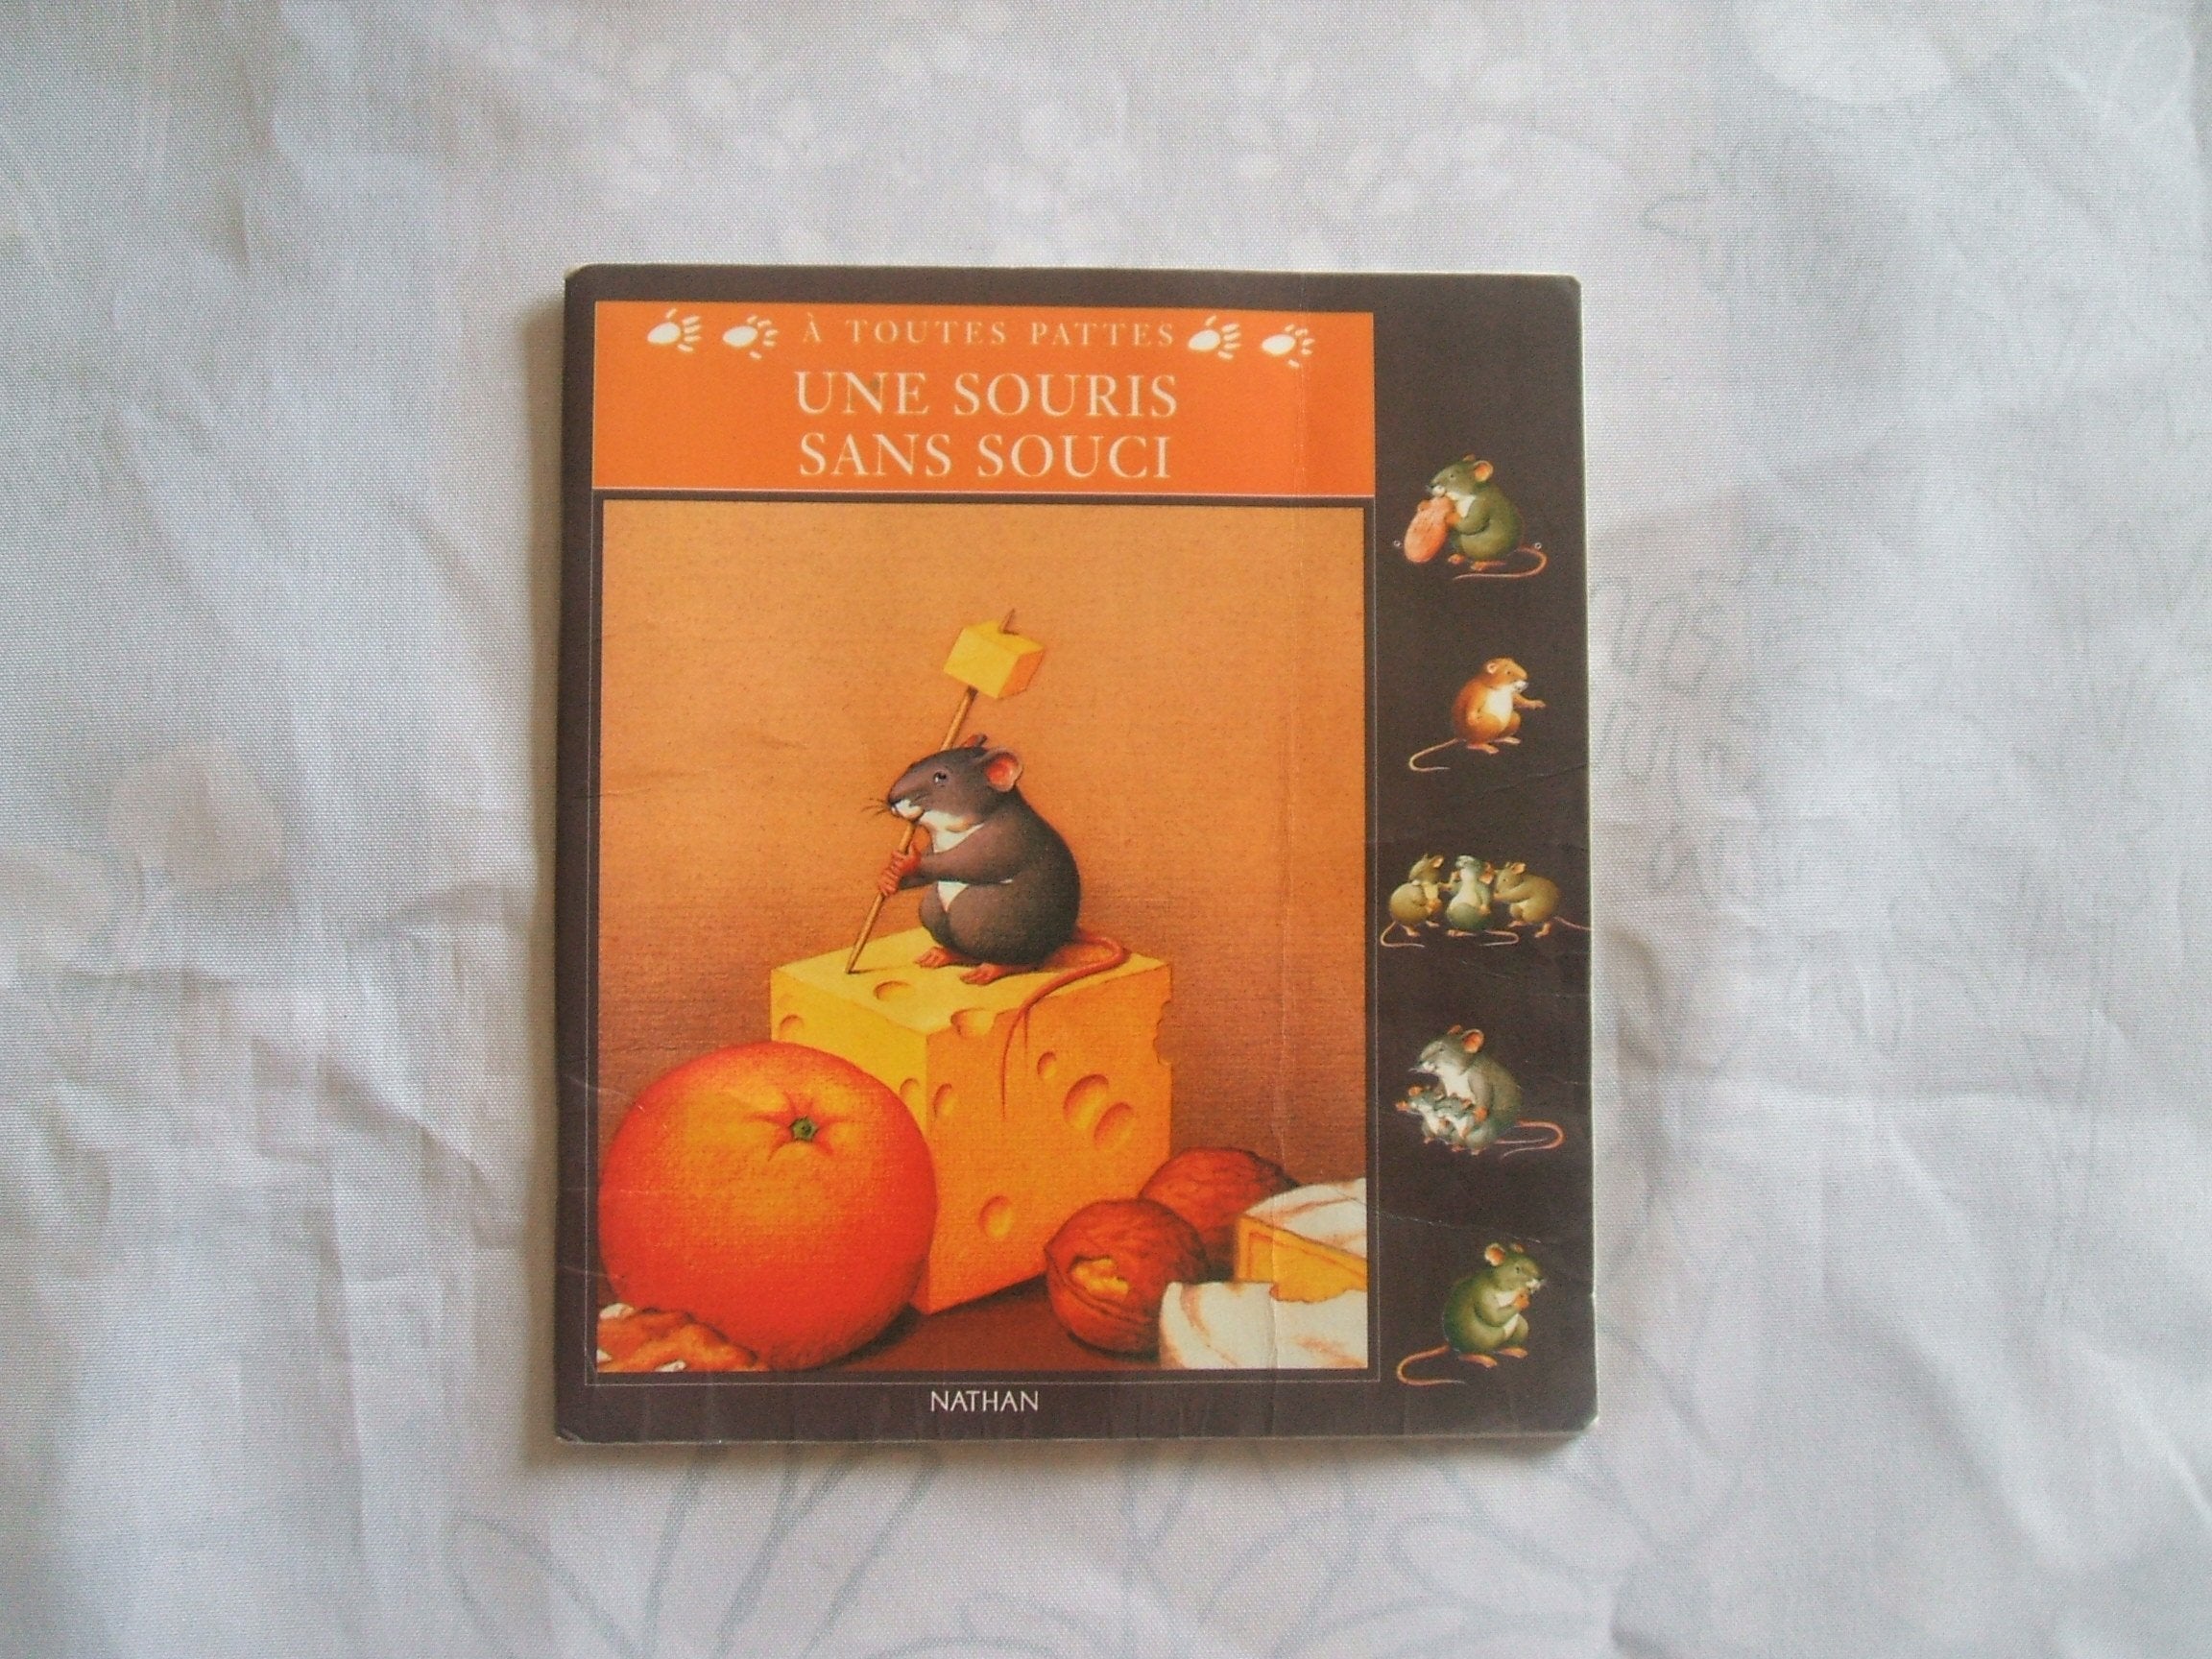 À TOUTES PATTES
UNE SOURIS
SANS SOUCI
NATHAN